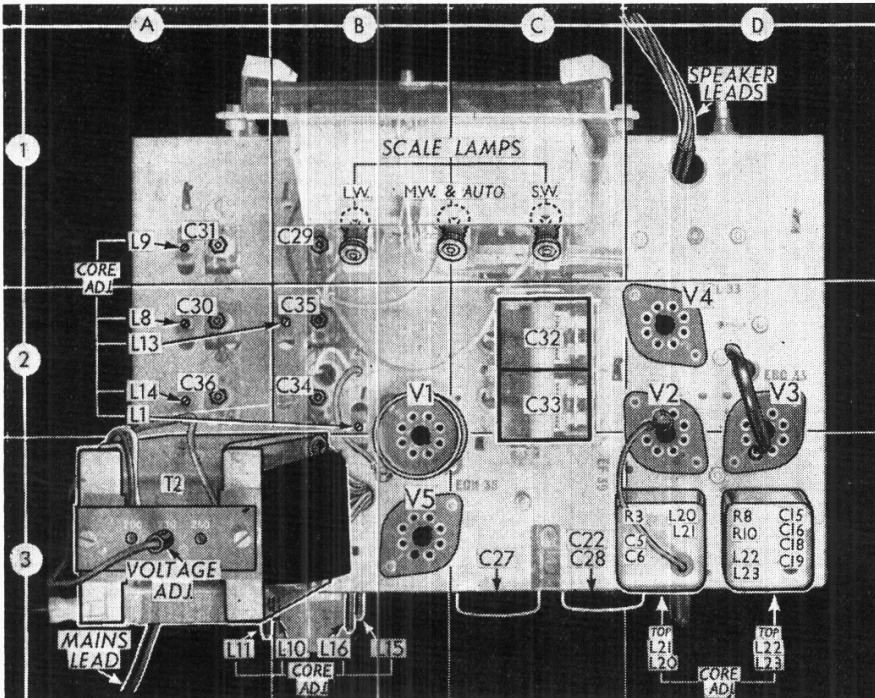 A B C D
SPEAKER
LEADS
1
SCALE LAMPS
L.W. M.W. & AUTO S.W.
L9 C31 C29
CORE
ADJ.
V4
L8 C30 C35
L 33
L13
C32
2
L14 C36 C34
C33
L1
V1
V2
V3
T2
V5
R3 L20
L21
C5
C6
R8 C15
R10 C16
C18
L22 C19
L23
3
VOLTAGE
ADJ.
C27
C22
C28
MAINS
LEAD
L11 L10 L16 L15
CORE
ADJ.
TOP
L21
L20
TOP
L22
L23
CORE
ADJ.